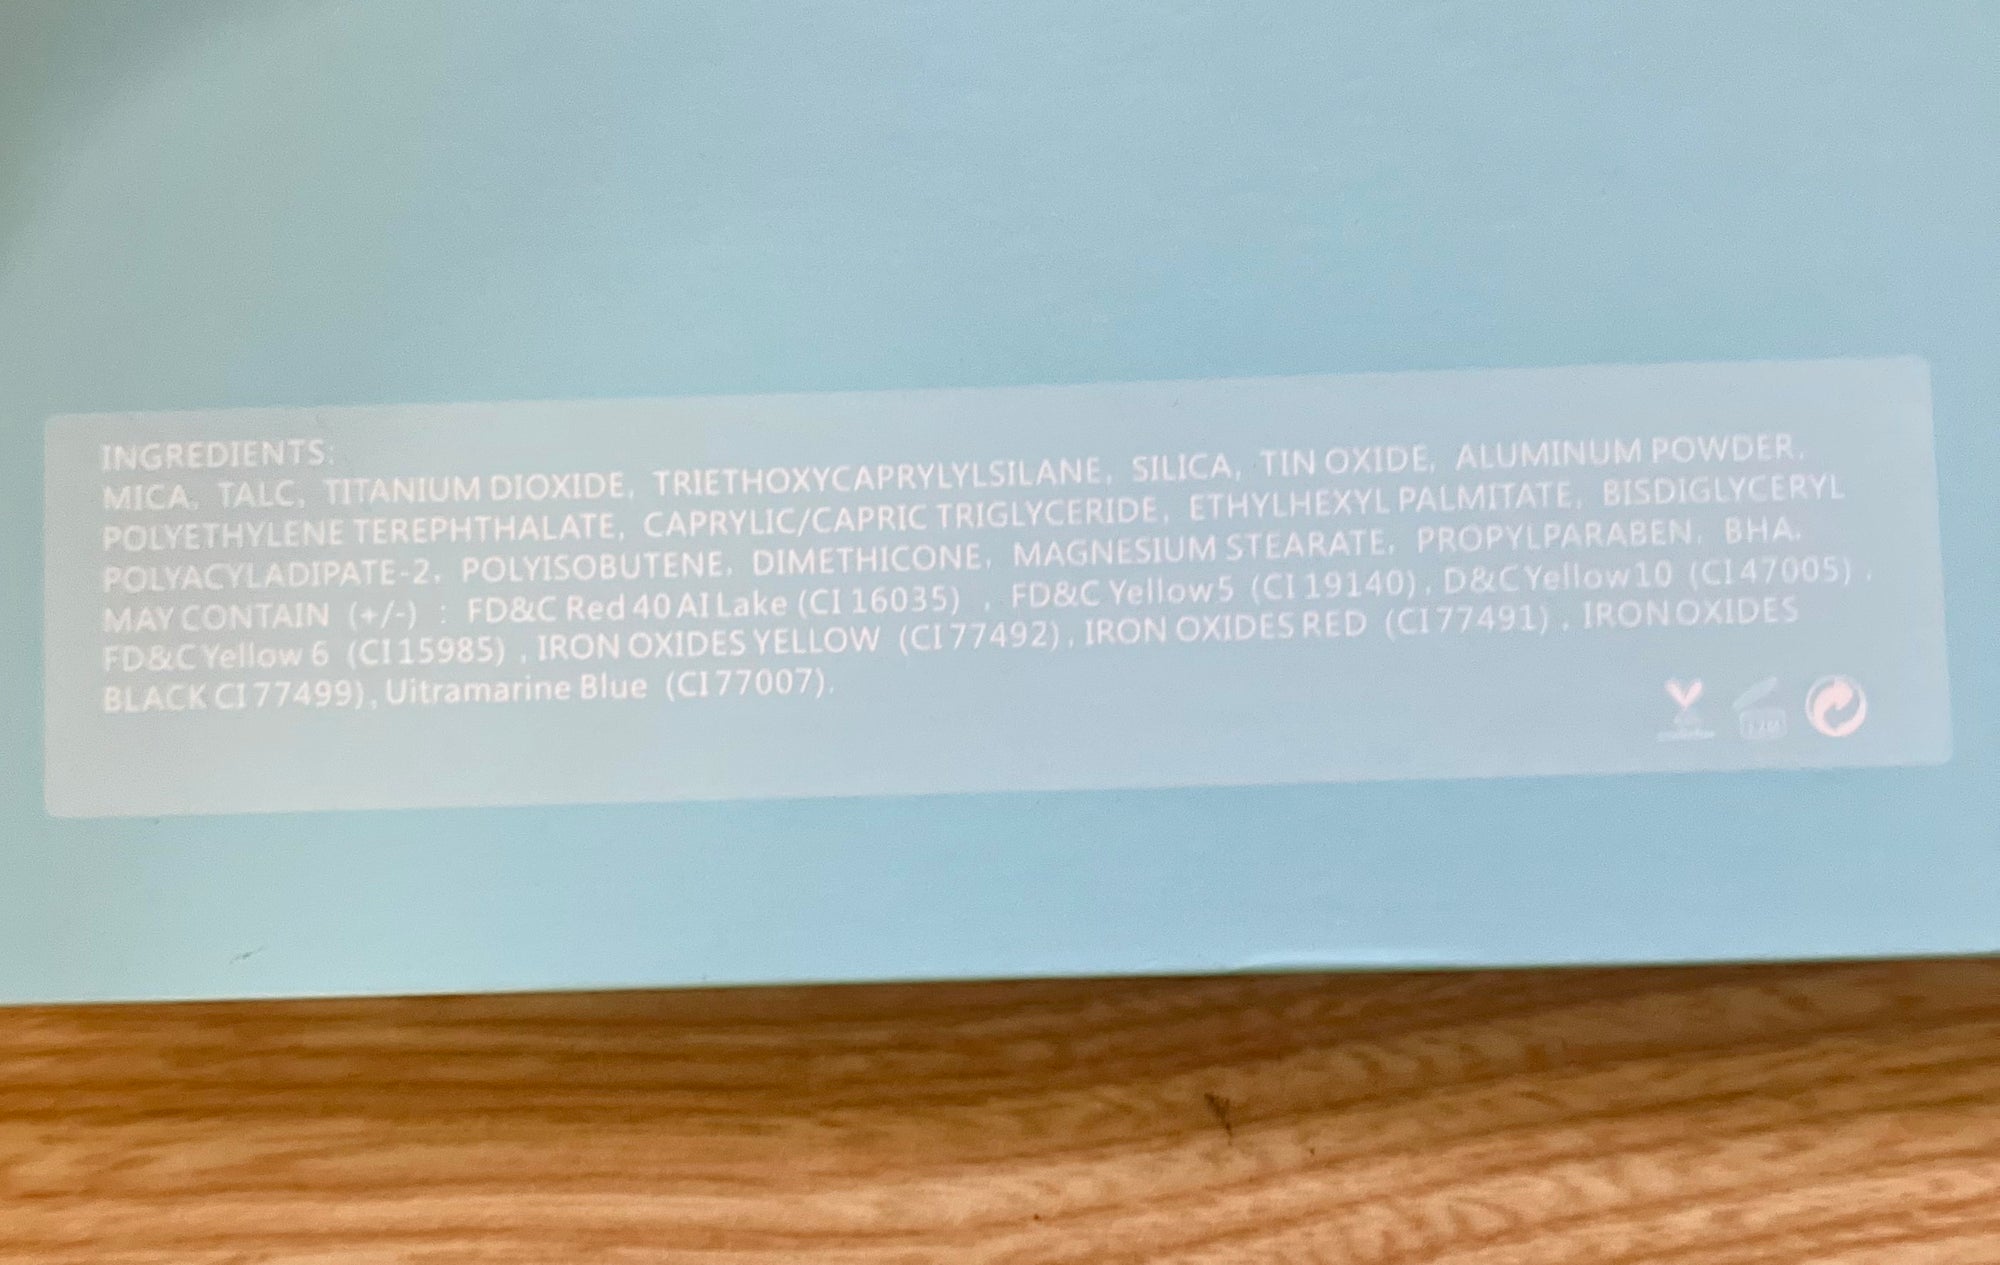 INGREDIENTS:
MICA, TALC, TITANIUM DIOXIDE, TRIETHOXYCAPRYLYLSILANE, SILICA, TIN OXIDE, ALUMINUM POWDER,
POLYETHYLENE TEREPHTHALATE, CAPRYLIC/CAPRIC TRIGLYCERIDE, ETHYLHEXYL PALMITATE, BISDIGLYCERYL
POLYACYLADIPATE-2, POLYISOBUTENE, DIMETHICONE, MAGNESIUM STEARATE, PROPYLPARABEN, BHA.
MAY CONTAIN (+/-) : FD&C Red 40 AI Lake (CI 16035) , FD&C Yellow5 (CI 19140), D&C Yellow10 (CI 47005) ,
FD&C Yellow 6 (CI 15985) , IRON OXIDES YELLOW (CI 77492), IRON OXIDES RED (CI 77491) , IRON OXIDES
BLACK CI 77499), Uitramarine Blue (CI 77007).